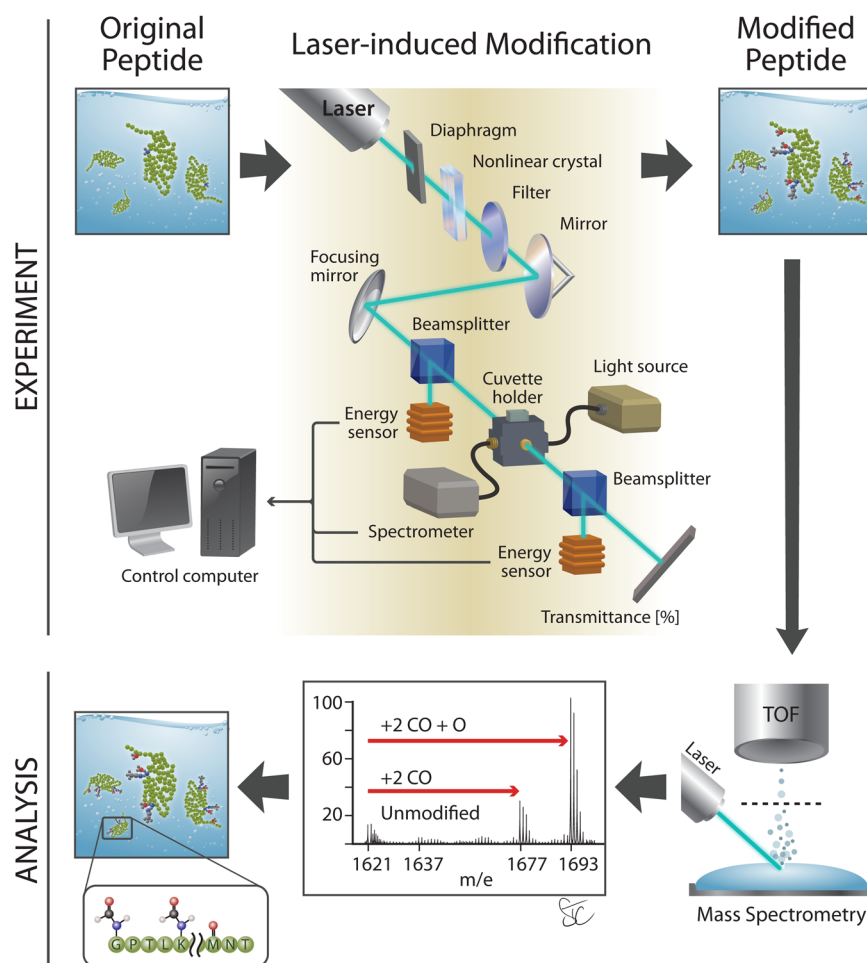 Original
Peptide
Laser-induced Modification
Modified
Peptide
EXPERIMENT
Laser
Diaphragm
Nonlinear crystal
Filter
Mirror
Focusing
mirror
Beamsplitter
Light source
Cuvette
holder
Energy
sensor
Beamsplitter
Spectrometer
Energy
sensor
Control computer
Transmittance [%]
ANALYSIS
100
60
20
+2 CO + O
+2 CO
Unmodified
1621
1637
1677
1693
m/e
TOF
Laser
Mass Spectrometry
G P T L K M N T